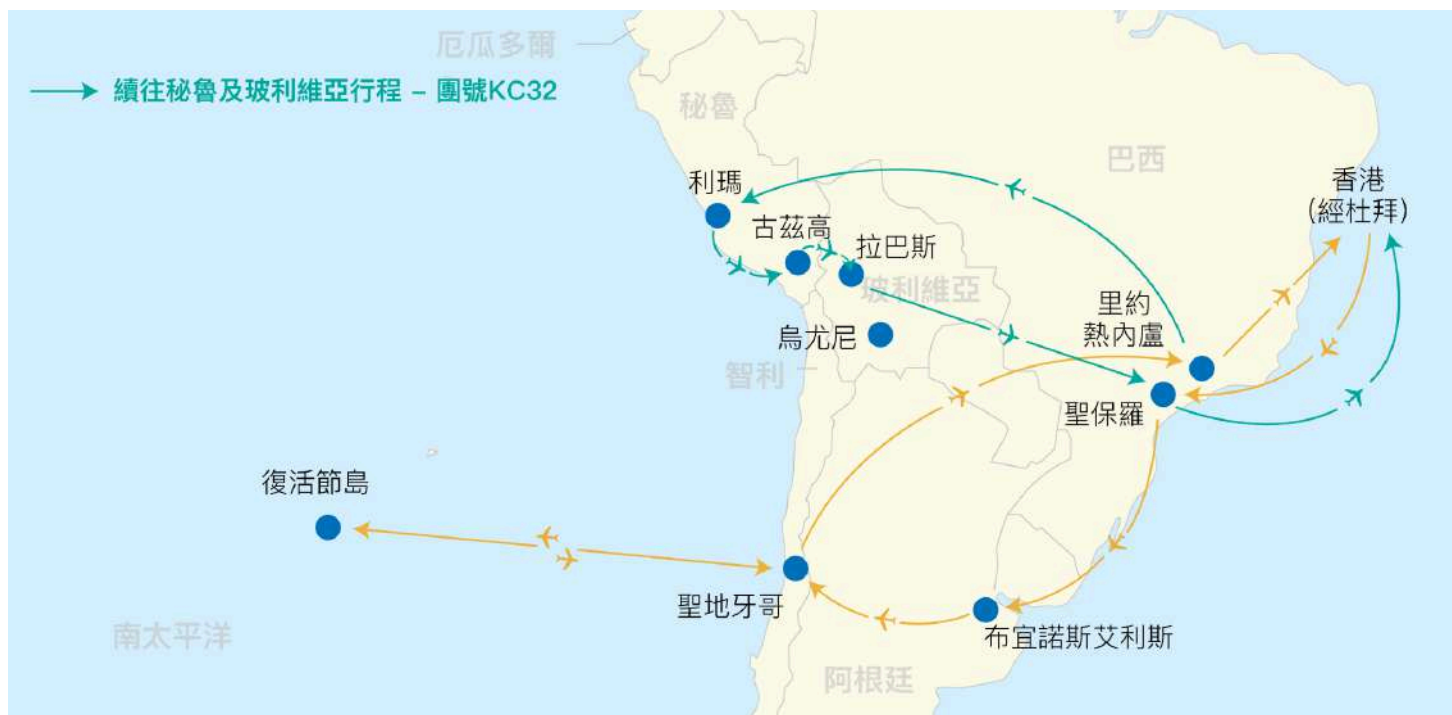 厄瓜多爾
續往秘魯及玻利維亞行程 – 團號KC32
秘魯
巴西
利瑪
香港
(經杜拜)
古茲高
拉巴斯
玻利維亞
里約
熱內盧
烏尤尼
智利
聖保羅
復活節島
聖地牙哥
布宜諾斯艾利斯
南太平洋
阿根廷